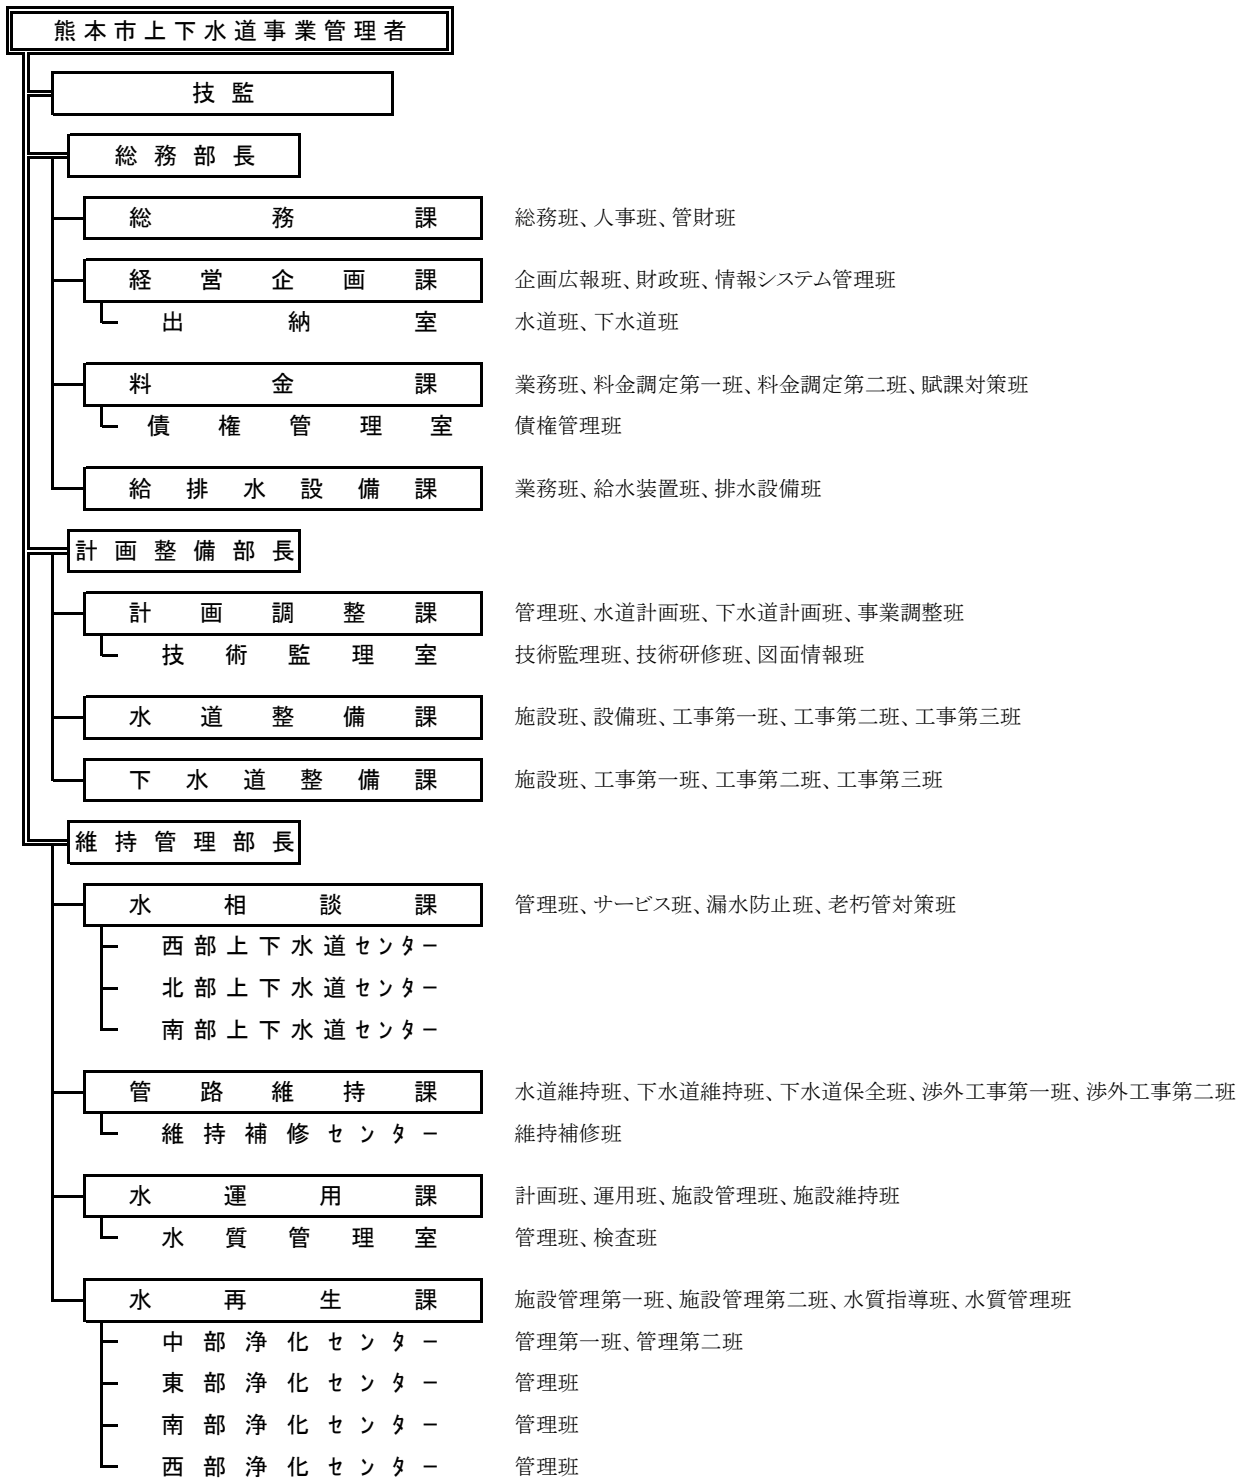 熊本市上下水道事業管理者
技監
総務部長
総務課 総務班、人事班、管財班
経営企画課 企画広報班、財政班、情報システム管理班
出納室 水道班、下水道班
料金課 業務班、料金調定第一班、料金調定第二班、賦課対策班
債権管理室 債権管理班
給排水設備課 業務班、給水装置班、排水設備班
計画整備部長
計画調整課 管理班、水道計画班、下水道計画班、事業調整班
技術監理室 技術監理班、技術研修班、図面情報班
水道整備課 施設班、設備班、工事第一班、工事第二班、工事第三班
下水道整備課 施設班、工事第一班、工事第二班、工事第三班
維持管理部長
水相談課 管理班、サービス班、漏水防止班、老朽管対策班
西部上下水道センター
北部上下水道センター
南部上下水道センター
管路維持課 水道維持班、下水道維持班、下水道保全班、渉外工事第一班、渉外工事第二班
維持補修センター 維持補修班
水運用課 計画班、運用班、施設管理班、施設維持班
水質管理室 管理班、検査班
水再生課 施設管理第一班、施設管理第二班、水質指導班、水質管理班
中部浄化センター 管理第一班、管理第二班
東部浄化センター 管理班
南部浄化センター 管理班
西部浄化センター 管理班